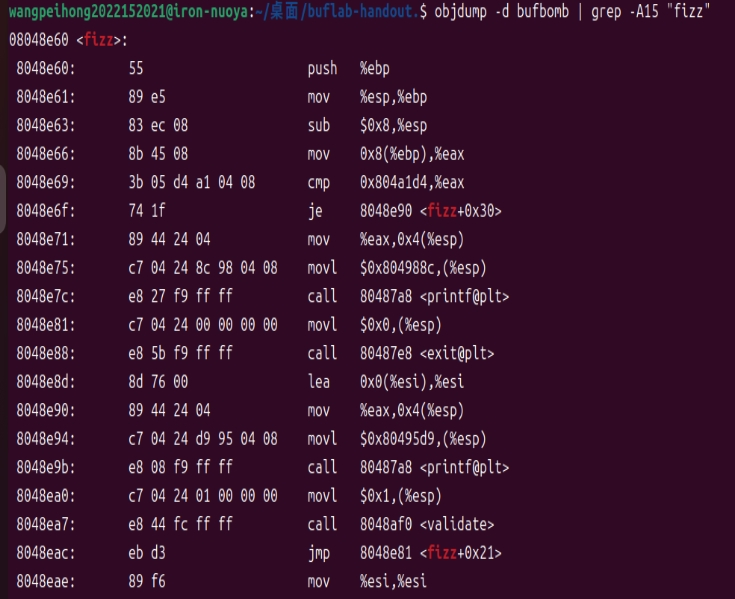 wangpeihong2022152021@iron-nuoya:~/桌面/buflab-handout.$ objdump -d bufbomb | grep -A15 "fizz"
08048e60 <fizz>:
8048e60: 55 push %ebp
8048e61: 89 e5 mov %esp,%ebp
8048e63: 83 ec 08 sub $0x8,%esp
8048e66: 8b 45 08 mov 0x8(%ebp),%eax
8048e69: 3b 05 d4 a1 04 08 cmp 0x804a1d4,%eax
8048e6f: 74 1f je 8048e90 <fizz+0x30>
8048e71: 89 44 24 04 mov %eax,0x4(%esp)
8048e75: c7 04 24 8c 98 04 08 movl $0x804988c,(%esp)
8048e7c: e8 27 f9 ff ff call 80487a8 <printf@plt>
8048e81: c7 04 24 00 00 00 00 movl $0x0,(%esp)
8048e88: e8 5b f9 ff ff call 80487e8 <exit@plt>
8048e8d: 8d 76 00 lea 0x0(%esi),%esi
8048e90: 89 44 24 04 mov %eax,0x4(%esp)
8048e94: c7 04 24 d9 95 04 08 movl $0x80495d9,(%esp)
8048e9b: e8 08 f9 ff ff call 80487a8 <printf@plt>
8048ea0: c7 04 24 01 00 00 00 movl $0x1,(%esp)
8048ea7: e8 44 fc ff ff call 8048af0 <validate>
8048eac: eb d3 jmp 8048e81 <fizz+0x21>
8048eae: 89 f6 mov %esi,%esi